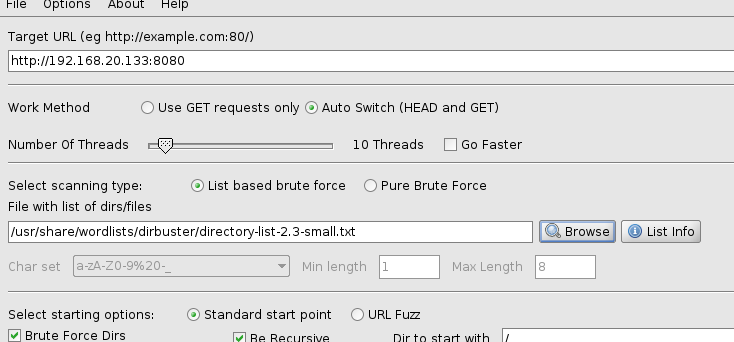 File Options About Help
Target URL (eg http://example.com:80/)
http://192.168.20.133:8080
Work Method Use GET requests only Auto Switch (HEAD and GET)
Number Of Threads 10 Threads Go Faster
Select scanning type: List based brute force Pure Brute Force
File with list of dirs/files
/usr/share/wordlists/dirbuster/directory-list-2.3-small.txt Browse List Info
Char set a-zA-Z0-9%20-_ Min length 1 Max Length 8
Select starting options: Standard start point URL Fuzz
Brute Force Dirs Be Recursive Dir to start with /